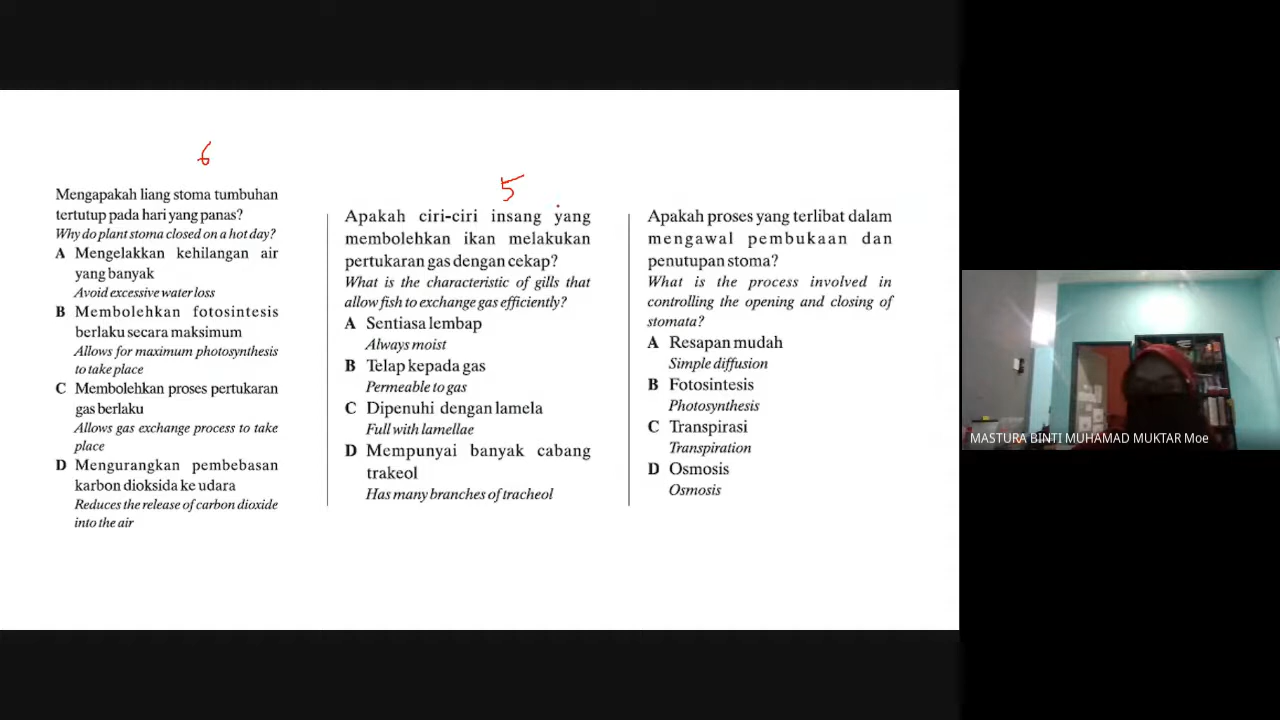 6
Mengapakah liang stoma tumbuhan
tertutup pada hari yang panas?
Why do plant stoma closed on a hot day?
A Mengelakkan kehilangan air
yang banyak
Avoid excessive water loss
B Membolehkan fotosintesis
berlaku secara maksimum
Allows for maximum photosynthesis
to take place
C Membolehkan proses pertukaran
gas berlaku
Allows gas exchange process to take
place
D Mengurangkan pembebasan
karbon dioksida ke udara
Reduces the release of carbon dioxide
into the air
5
Apakah ciri-ciri insang yang
membolehkan ikan melakukan
pertukaran gas dengan cekap?
What is the characteristic of gills that
allow fish to exchange gas efficiently?
A Sentiasa lembap
Always moist
B Telap kepada gas
Permeable to gas
C Dipenuhi dengan lamela
Full with lamellae
D Mempunyai banyak cabang
trakeol
Has many branches of tracheol
Apakah proses yang terlibat dalam
mengawal pembukaan dan
penutupan stoma?
What is the process involved in
controlling the opening and closing of
stomata?
A Resapan mudah
Simple diffusion
B Fotosintesis
Photosynthesis
C Transpirasi
Transpiration
D Osmosis
Osmosis
MASTURA BINTI MUHAMAD MUKTAR Moe